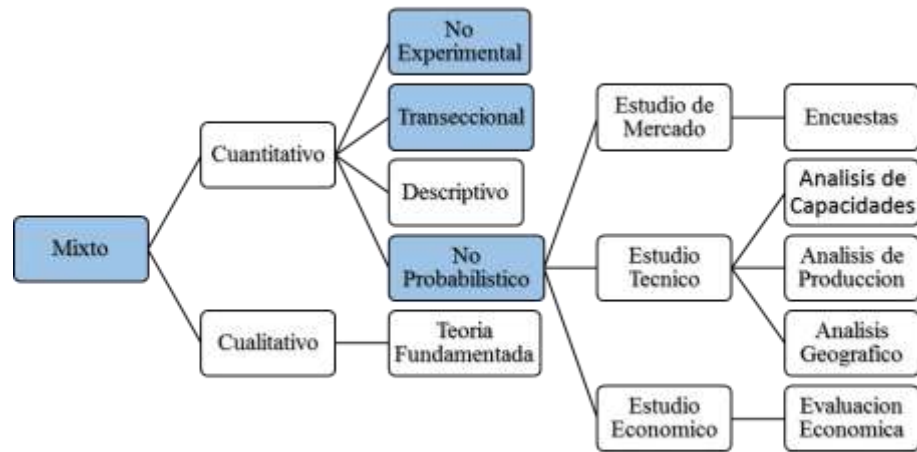 No
Experimental
Transeccional
Cuantitativo
Descriptivo
Mixto
No
Probabilistico
Cualitativo
Teoria
Fundamentada
Estudio de
Mercado
Encuestas
Estudio
Tecnico
Analisis de
Capacidades
Analisis de
Produccion
Analisis
Geografico
Estudio
Economico
Evaluacion
Economica